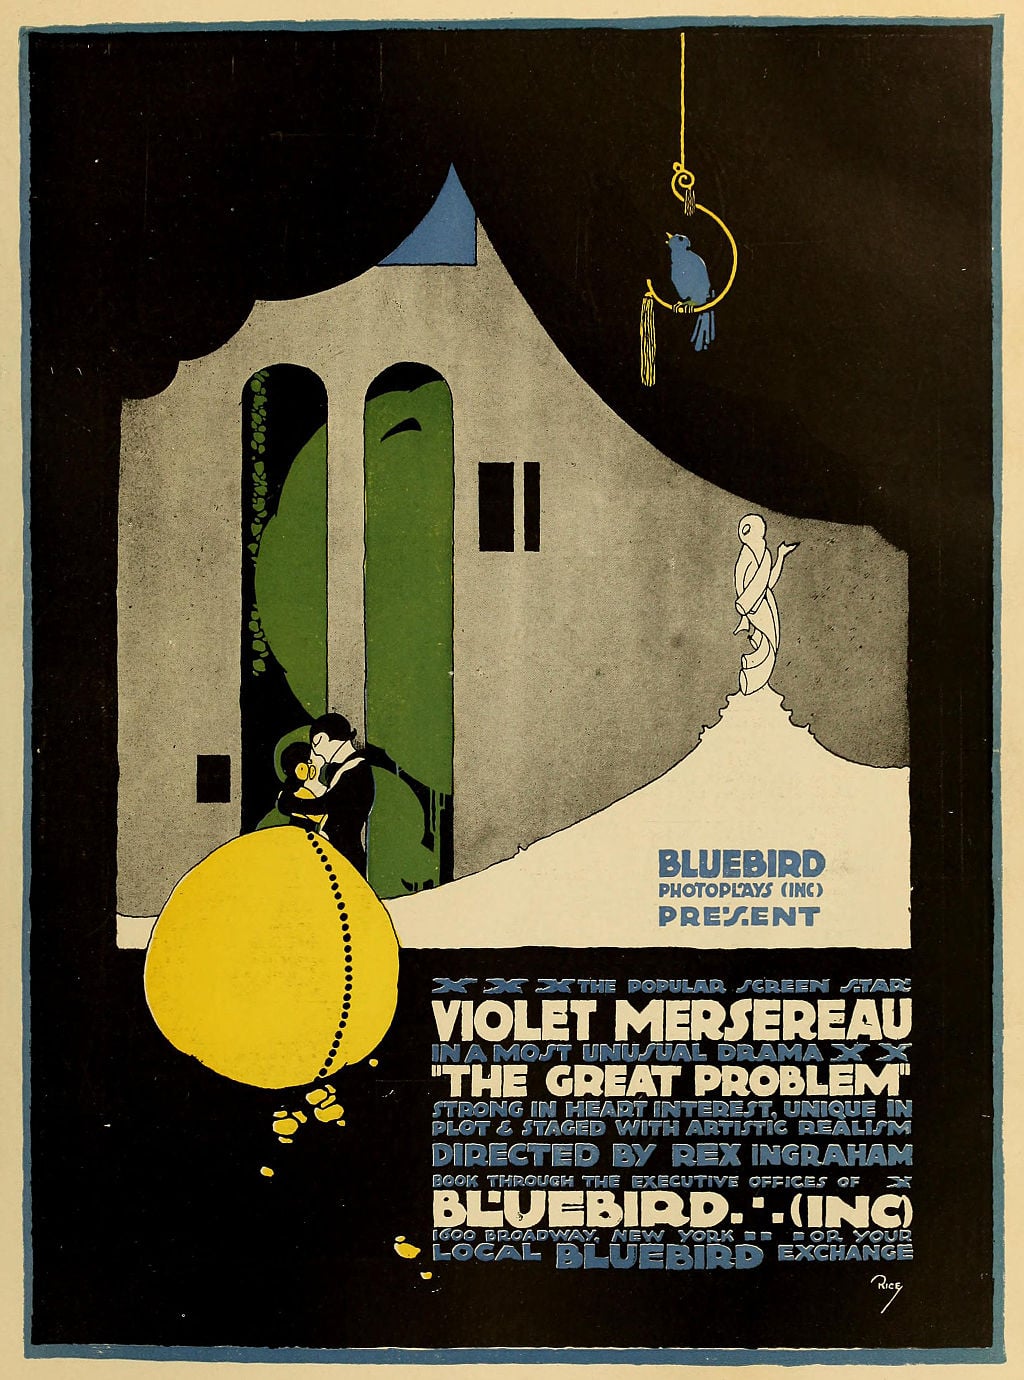 BLUEBIRD
PHOTOPLAYS (INC)
PRESENT
THE POPULAR SCREEN STAR
VIOLET MERSEREAU
IN A MOST UNUSUAL DRAMA
"THE GREAT PROBLEM"
STRONG IN HEART INTEREST, UNIQUE IN
PLOT & STAGED WITH ARTISTIC REALISM
DIRECTED BY REX INGRAHAM
BOOK THROUGH THE EXECUTIVE OFFICES OF
BLUEBIRD (INC)
1600 BROADWAY, NEW YORK = = = OR YOUR
LOCAL BLUEBIRD EXCHANGE
RICE